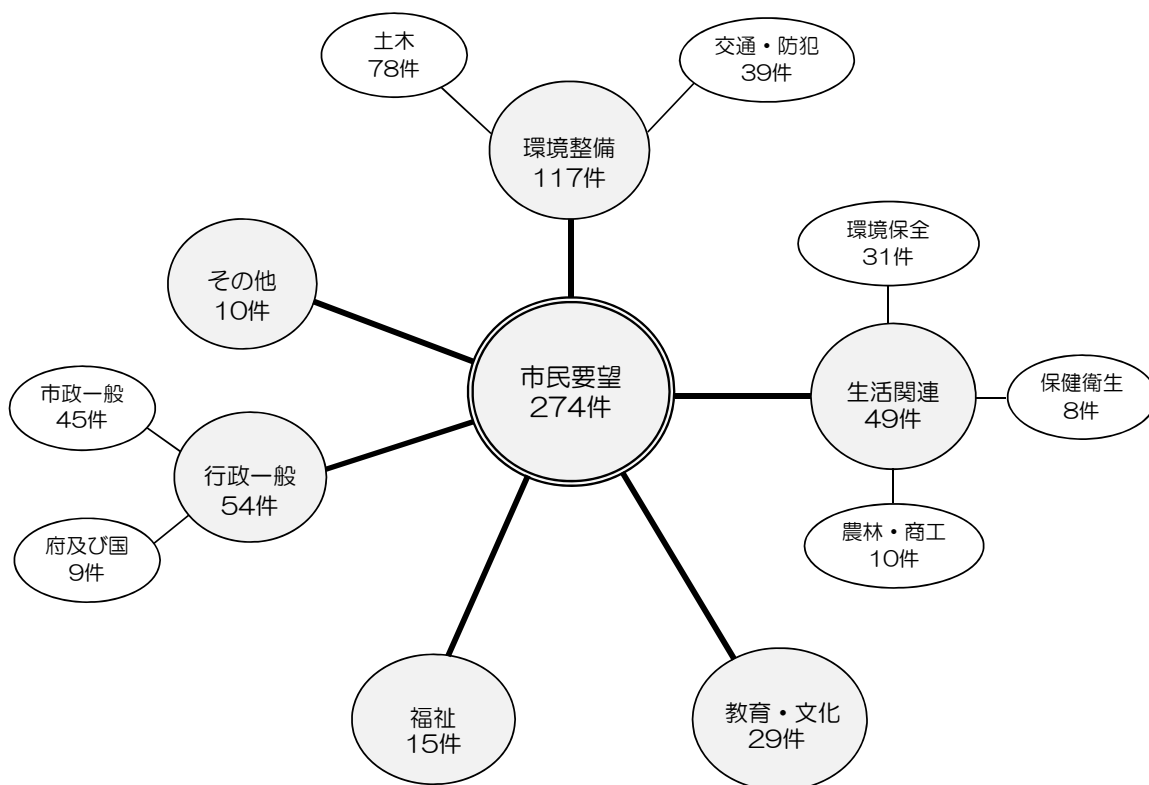 土木
78件
交通・防犯
39件
環境整備
117件
環境保全
31件
その他
10件
市民要望
274件
生活関連
49件
保健衛生
8件
市政一般
45件
行政一般
54件
農林・商工
10件
府及び国
9件
福祉
15件
教育・文化
29件